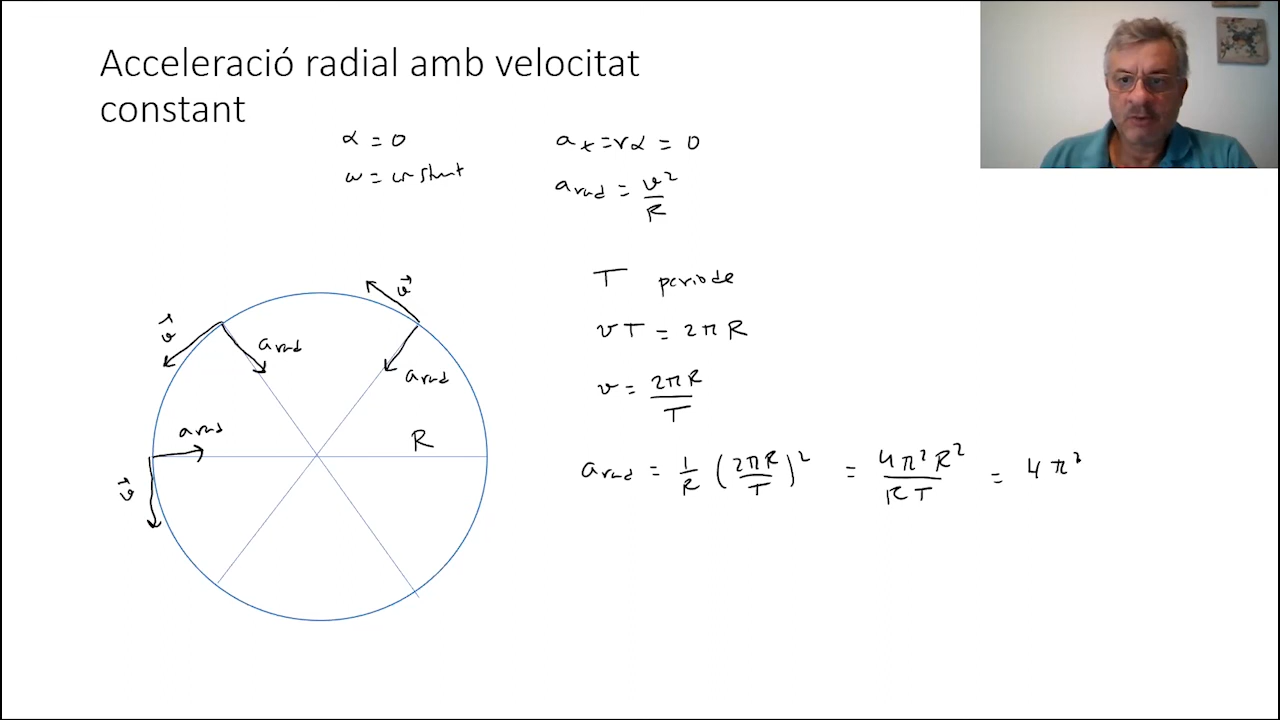 Acceleració radial amb velocitat
constant
α = 0
ω = constant
a_t = rα = 0
a_rad = v²/R
T periode
vT = 2πR
v = 2πR/T
a_rad = 1/R (2πR/T)² = 4π²R²/RT = 4π²
v⃗
v⃗
a_rad
a_rad
a_rad
R
v⃗